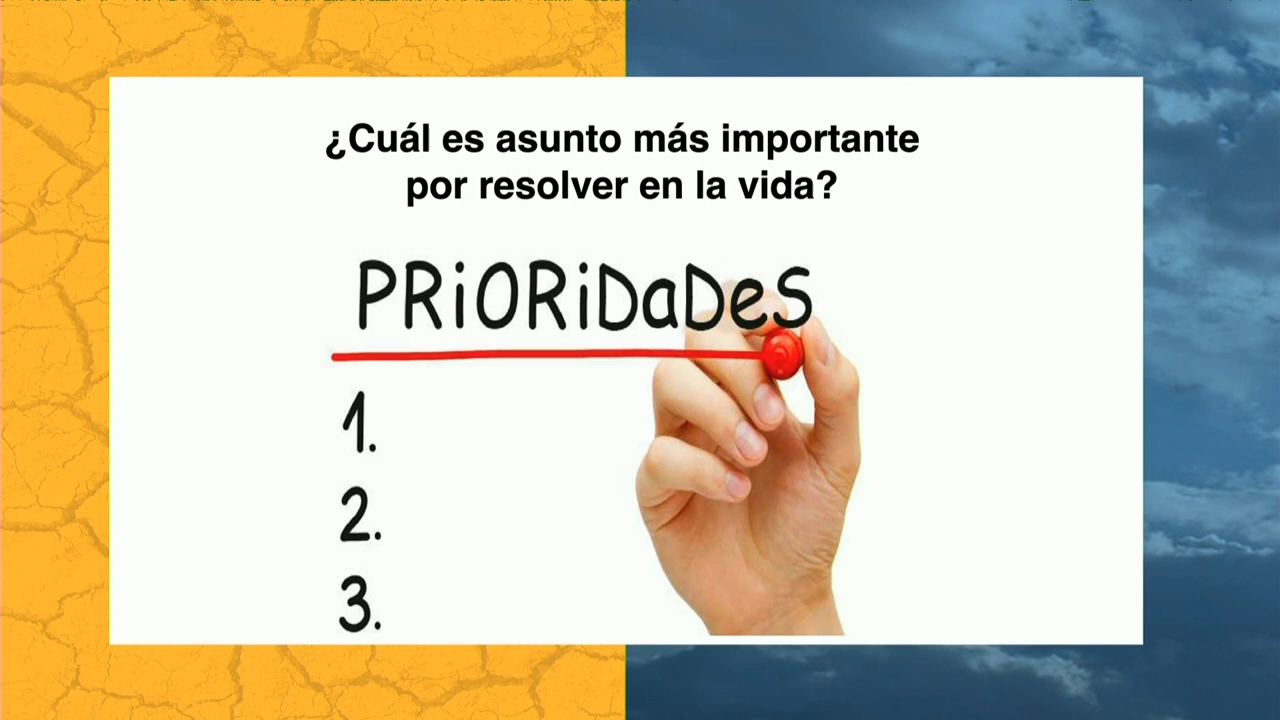 ¿Cuál es asunto más importante
por resolver en la vida?
PRiORiDaDeS
1.
2.
3.